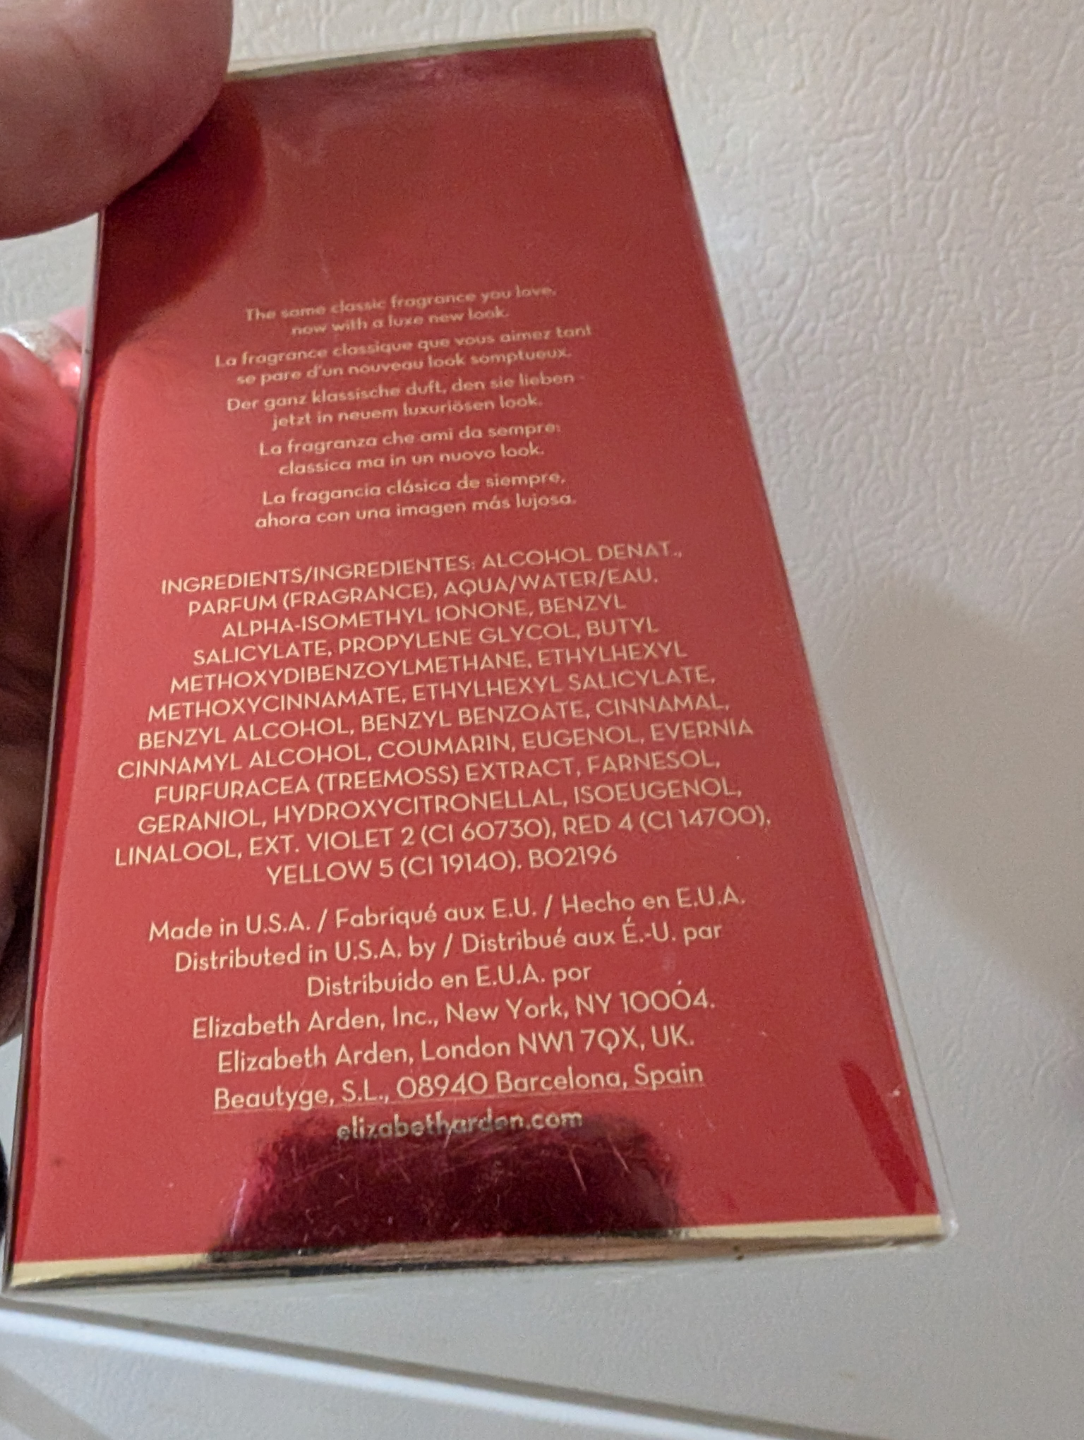 The same classic fragrance you love,
now with a luxe new look.
La fragrance classique que vous aimez tant
se pare d'un nouveau look somptueux.
Der ganz klassische duft, den sie lieben -
jetzt in neuem luxuriösen look.
La fragranza che ami da sempre:
classica ma in un nuovo look.
La fragancia clásica de siempre,
ahora con una imagen más lujosa.
INGREDIENTS/INGREDIENTES: ALCOHOL DENAT.,
PARFUM (FRAGRANCE), AQUA/WATER/EAU,
ALPHA-ISOMETHYL IONONE, BENZYL
SALICYLATE, PROPYLENE GLYCOL, BUTYL
METHOXYDIBENZOYLMETHANE, ETHYLHEXYL
METHOXYCINNAMATE, ETHYLHEXYL SALICYLATE,
BENZYL ALCOHOL, BENZYL BENZOATE, CINNAMAL,
CINNAMYL ALCOHOL, COUMARIN, EUGENOL, EVERNIA
FURFURACEA (TREEMOSS) EXTRACT, FARNESOL,
GERANIOL, HYDROXYCITRONELLAL, ISOEUGENOL,
LINALOOL, EXT. VIOLET 2 (CI 60730), RED 4 (CI 14700),
YELLOW 5 (CI 19140). B02196
Made in U.S.A. / Fabriqué aux E.U. / Hecho en E.U.A.
Distributed in U.S.A. by / Distribué aux É.-U. par
Distribuido en E.U.A. por
Elizabeth Arden, Inc., New York, NY 10004.
Elizabeth Arden, London NW1 7QX, UK.
Beautyge, S.L., 08940 Barcelona, Spain
elizabetharden.com